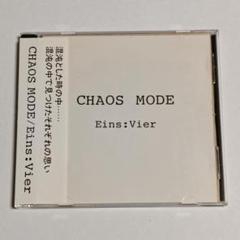 混沌とした時の中……
混沌の中で見つけたそれぞれの思い
CHAOS MODE/Eins:Vier
CHAOS MODE
Eins:Vier